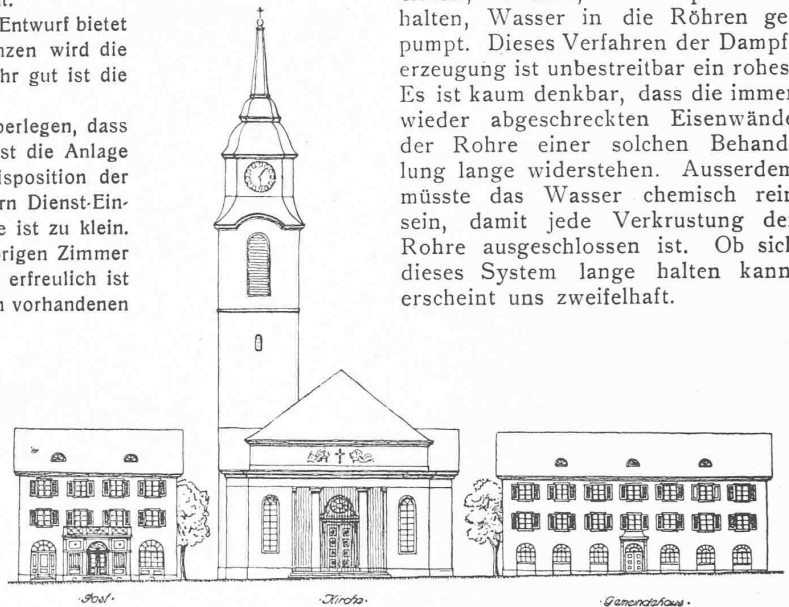 Entwurf bietet
nzen wird die
hr gut ist die
berlegen, dass
st die Anlage
isposition der
rn Dienst-Ein-
e ist zu klein.
rigen Zimmer
erfreulich ist
n vorhandenen
halten, Wasser in die Röhren ge
pumpt. Dieses Verfahren der Dampf
erzeugung ist unbestreitbar ein rohes
Es ist kaum denkbar, dass die immer
wieder abgeschreckten Eisenwände
der Rohre einer solchen Behand
lung lange widerstehen. Ausserdem
müsste das Wasser chemisch rein
sein, damit jede Verkrustung der
Rohre ausgeschlossen ist. Ob sich
dieses System lange halten kann
erscheint uns zweifelhaft.
·Post·
·Kirche·
·Gemeindehaus·